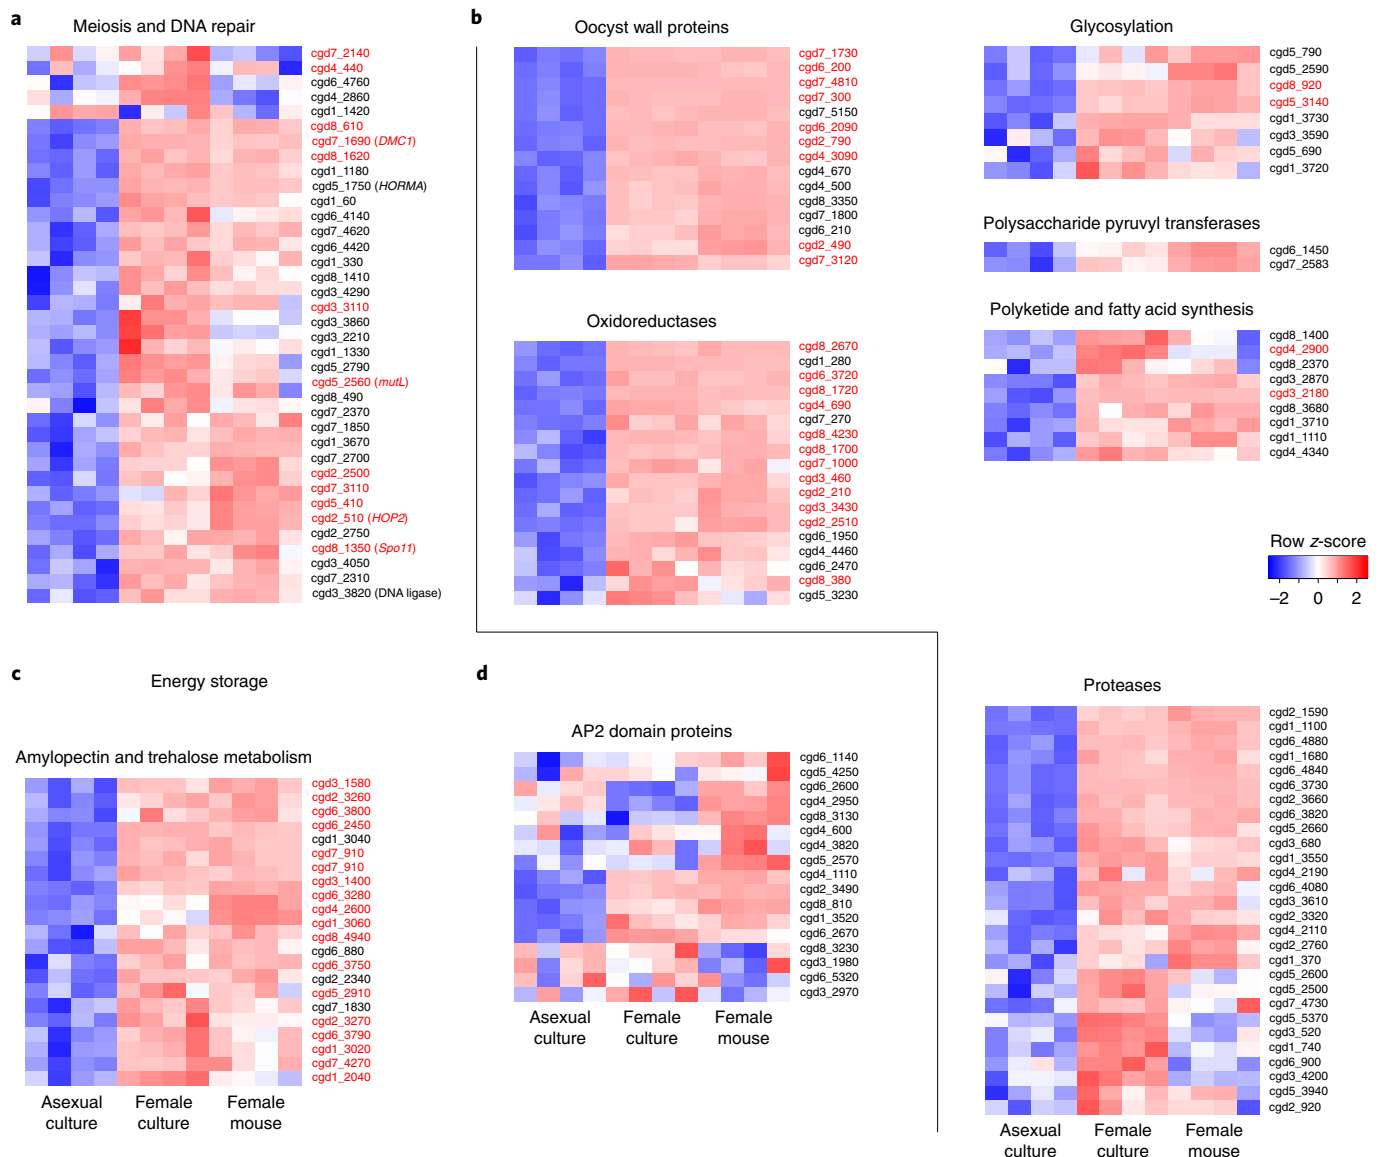 a
Meiosis and DNA repair
cgd7_2140
cgd4_440
cgd6_4760
cgd4_2860
cgd1_1420
cgd8_610
cgd7_1690 (DMC1)
cgd8_1620
cgd1_1180
cgd5_1750 (HORMA)
cgd1_60
cgd6_4140
cgd7_4620
cgd6_4420
cgd1_330
cgd8_1410
cgd3_4290
cgd3_3110
cgd3_3860
cgd3_2210
cgd1_1330
cgd5_2790
cgd5_2560 (mutL)
cgd8_490
cgd7_2370
cgd7_1850
cgd1_3670
cgd7_2700
cgd2_2500
cgd7_3110
cgd5_410
cgd2_510 (HOP2)
cgd2_2750
cgd8_1350 (Spo11)
cgd3_4050
cgd7_2310
cgd3_3820 (DNA ligase)
b
Oocyst wall proteins
cgd7_1730
cgd6_200
cgd7_4810
cgd7_300
cgd7_5150
cgd6_2090
cgd2_790
cgd4_3090
cgd4_670
cgd4_500
cgd8_3350
cgd7_1800
cgd6_210
cgd2_490
cgd7_3120
Oxidoreductases
cgd8_2670
cgd1_280
cgd6_3720
cgd8_1720
cgd4_690
cgd7_270
cgd8_4230
cgd8_1700
cgd7_1000
cgd3_460
cgd2_210
cgd3_3430
cgd2_2510
cgd6_1950
cgd4_4460
cgd6_2470
cgd8_380
cgd5_3230
Glycosylation
cgd5_790
cgd5_2590
cgd8_920
cgd5_3140
cgd1_3730
cgd3_3590
cgd5_690
cgd1_3720
Polysaccharide pyruvyl transferases
cgd6_1450
cgd7_2583
Polyketide and fatty acid synthesis
cgd8_1400
cgd4_2900
cgd8_2370
cgd3_2870
cgd3_2180
cgd8_3680
cgd1_3710
cgd1_1110
cgd4_4340
Row z-score
–2 0 2
Proteases
cgd2_1590
cgd1_1100
cgd6_4880
cgd1_1680
cgd6_4840
cgd6_3730
cgd2_3660
cgd6_3820
cgd5_2660
cgd3_680
cgd1_3550
cgd4_2190
cgd6_4080
cgd3_3610
cgd2_3320
cgd4_2110
cgd2_2760
cgd1_370
cgd5_2600
cgd5_2500
cgd7_4730
cgd5_5370
cgd3_520
cgd1_740
cgd6_900
cgd3_4200
cgd5_3940
cgd2_920
Asexual Female Female
culture culture mouse
c
Energy storage
Amylopectin and trehalose metabolism
cgd3_1580
cgd2_3260
cgd6_3800
cgd6_2450
cgd1_3040
cgd7_910
cgd7_910
cgd3_1400
cgd6_3280
cgd4_2600
cgd1_3060
cgd8_4940
cgd6_880
cgd6_3750
cgd2_2340
cgd5_2910
cgd7_1830
cgd2_3270
cgd6_3790
cgd1_3020
cgd7_4270
cgd1_2040
Asexual Female Female
culture culture mouse
d
AP2 domain proteins
cgd6_1140
cgd5_4250
cgd6_2600
cgd4_2950
cgd8_3130
cgd4_600
cgd4_3820
cgd5_2570
cgd4_1110
cgd2_3490
cgd8_810
cgd1_3520
cgd6_2670
cgd8_3230
cgd3_1980
cgd6_5320
cgd3_2970
Asexual Female Female
culture culture mouse